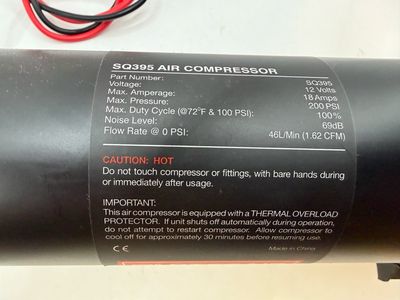 SQ395 AIR COMPRESSOR
Part Number: SQ395
Voltage: 12 Volts
Max. Amperage: 18 Amps
Max. Pressure: 200 PSI
Max. Duty Cycle (@72°F & 100 PSI): 100%
Noise Level: 69dB
Flow Rate @ 0 PSI: 46L/Min (1.62 CFM)
CAUTION: HOT
Do not touch compressor or fittings, with bare hands during
or immediately after usage.
IMPORTANT:
This air compressor is equipped with a THERMAL OVERLOAD
PROTECTOR. If unit shuts off automatically during operation,
do not attempt to restart compressor. Allow compressor to
cool off for approximately 30 minutes before resuming use.
CE Made in China